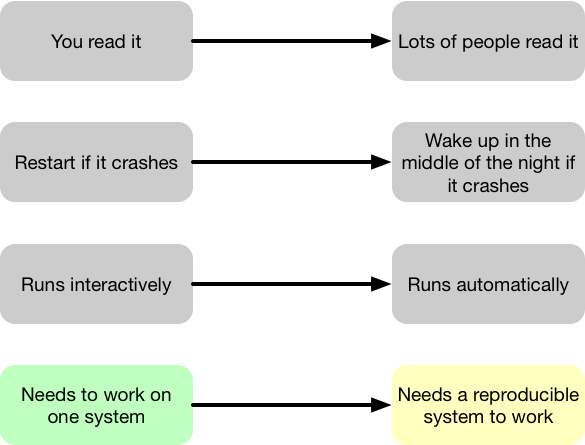 You read it
Lots of people read it
Restart if it crashes
Wake up in the
middle of the night if
it crashes
Runs interactively
Runs automatically
Needs to work on
one system
Needs a reproducible
system to work